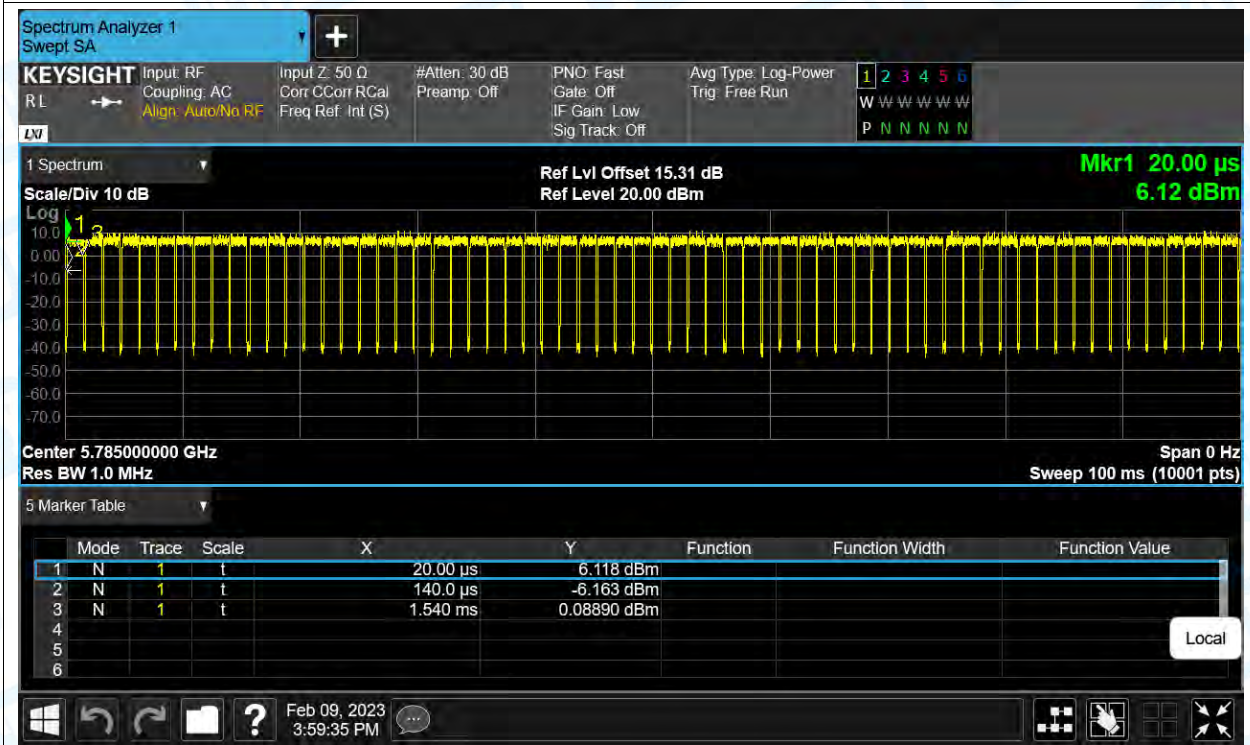 Spectrum Analyzer 1
Swept SA
KEYSIGHT
RL
LXI
Input: RF
Coupling: AC
Align: Auto/No RF
Input Z: 50 Ω
Corr CCorr RCal
Freq Ref: Int (S)
#Atten: 30 dB
Preamp: Off
PNO: Fast
Gate: Off
IF Gain: Low
Sig Track: Off
Avg Type: Log-Power
Trig: Free Run
1 2 3 4 5 6
W W W W W W
P N N N N N
1 Spectrum
Scale/Div 10 dB
Ref Lvl Offset 15.31 dB
Ref Level 20.00 dBm
Mkr1 20.00 µs
6.12 dBm
Log
10.0
0.00
-10.0
-20.0
-30.0
-40.0
-50.0
-60.0
-70.0
1
2
3
Center 5.785000000 GHz
Res BW 1.0 MHz
Span 0 Hz
Sweep 100 ms (10001 pts)
5 Marker Table
Mode Trace Scale X Y Function Function Width Function Value
1 N 1 t 20.00 µs 6.118 dBm
2 N 1 t 140.0 µs -6.163 dBm
3 N 1 t 1.540 ms 0.08890 dBm
4
5
6
Local
?
Feb 09, 2023
3:59:35 PM